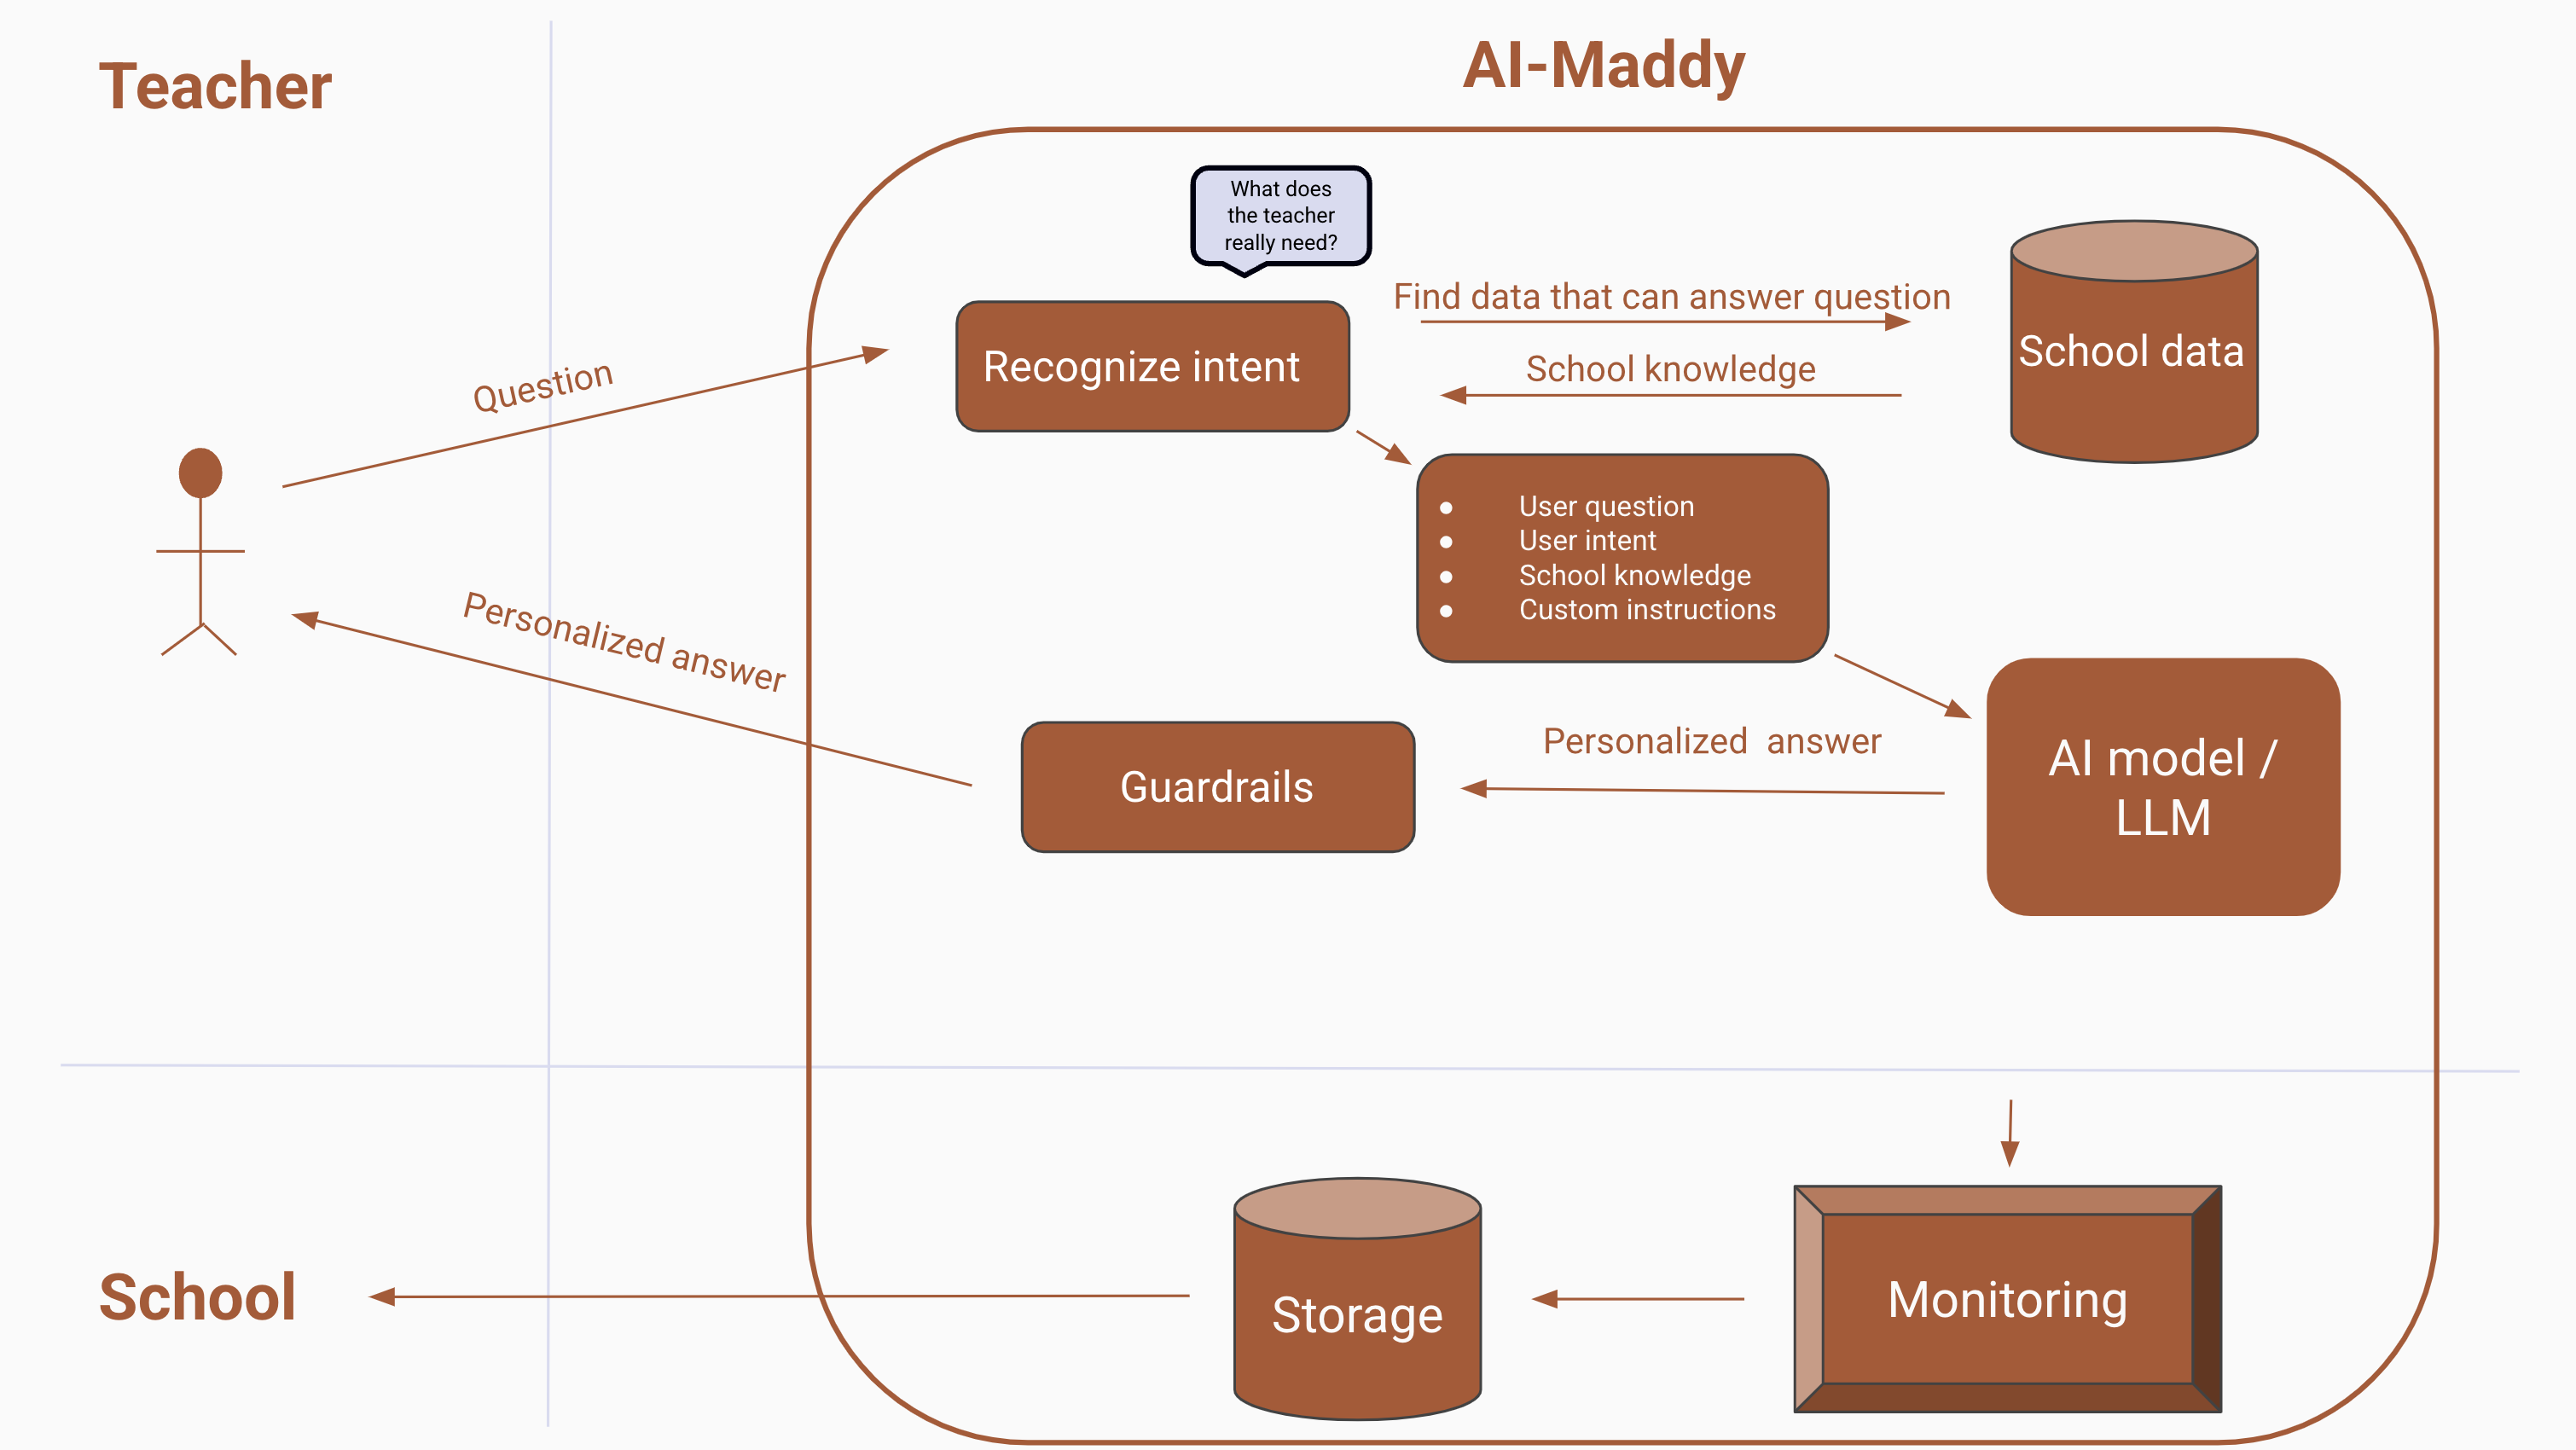 Teacher
AI-Maddy
What does
the teacher
really need?
Find data that can answer question
School data
Recognize intent
School knowledge
Question
User question
User intent
School knowledge
Custom instructions
Personalized answer
Personalized answer
AI model /
LLM
Guardrails
School
Storage
Monitoring